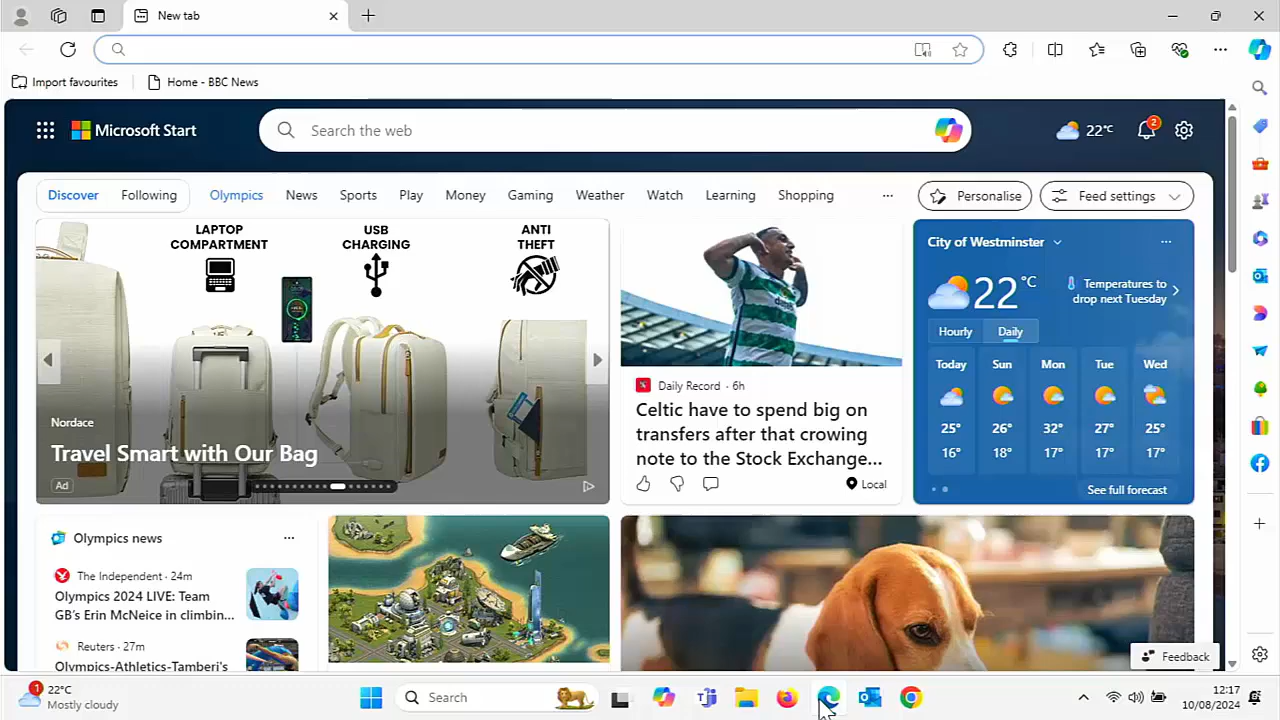 New tab
Import favourites
Home - BBC News
Microsoft Start
Search the web
22°C
2
Discover
Following
Olympics
News
Sports
Play
Money
Gaming
Weather
Watch
Learning
Shopping
Personalise
Feed settings
LAPTOP
COMPARTMENT
USB
CHARGING
ANTI
THEFT
Nordace
Travel Smart with Our Bag
Ad
Daily Record · 6h
Celtic have to spend big on
transfers after that crowing
note to the Stock Exchange...
Local
City of Westminster
22°C
Temperatures to
drop next Tuesday
Hourly
Daily
Today
Sun
Mon
Tue
Wed
25°
26°
32°
27°
25°
16°
18°
17°
17°
17°
See full forecast
Olympics news
The Independent · 24m
Olympics 2024 LIVE: Team
GB's Erin McNeice in climbin...
Reuters · 27m
Olympics-Athletics-Tamberi's
Feedback
1
22°C
Mostly cloudy
Search
12:17
10/08/2024